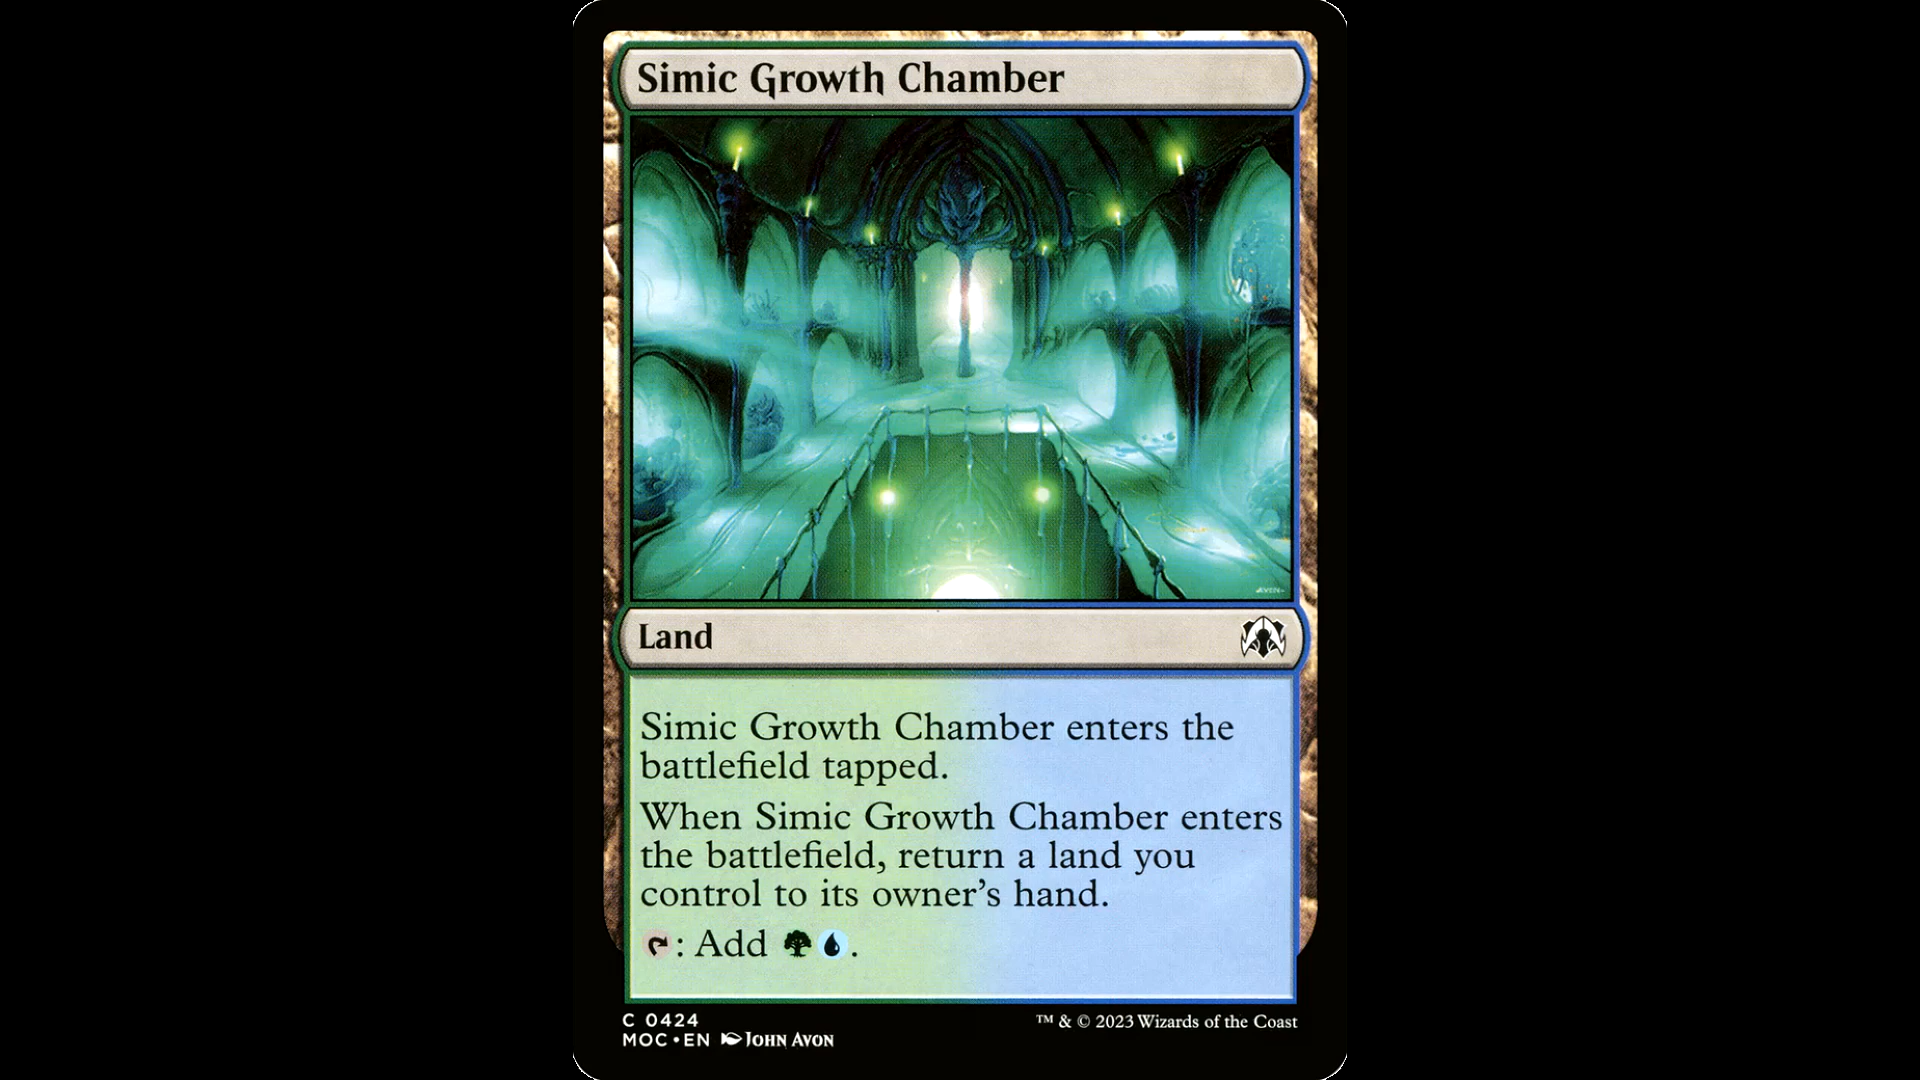 Simic Growth Chamber
Land
Simic Growth Chamber enters the
battlefield tapped.
When Simic Growth Chamber enters
the battlefield, return a land you
control to its owner's hand.
: Add .
C 0424
™ & © 2023 Wizards of the Coast
MOC • EN John Avon